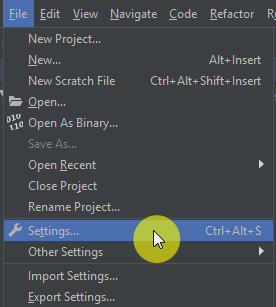 File Edit View Navigate Code Refactor
New Project...
New... Alt+Insert
New Scratch File Ctrl+Alt+Shift+Insert
Open...
010
110
Open As Binary...
Save As...
Open Recent
Close Project
Rename Project...
Settings... Ctrl+Alt+S
Other Settings
Import Settings...
Export Settings...